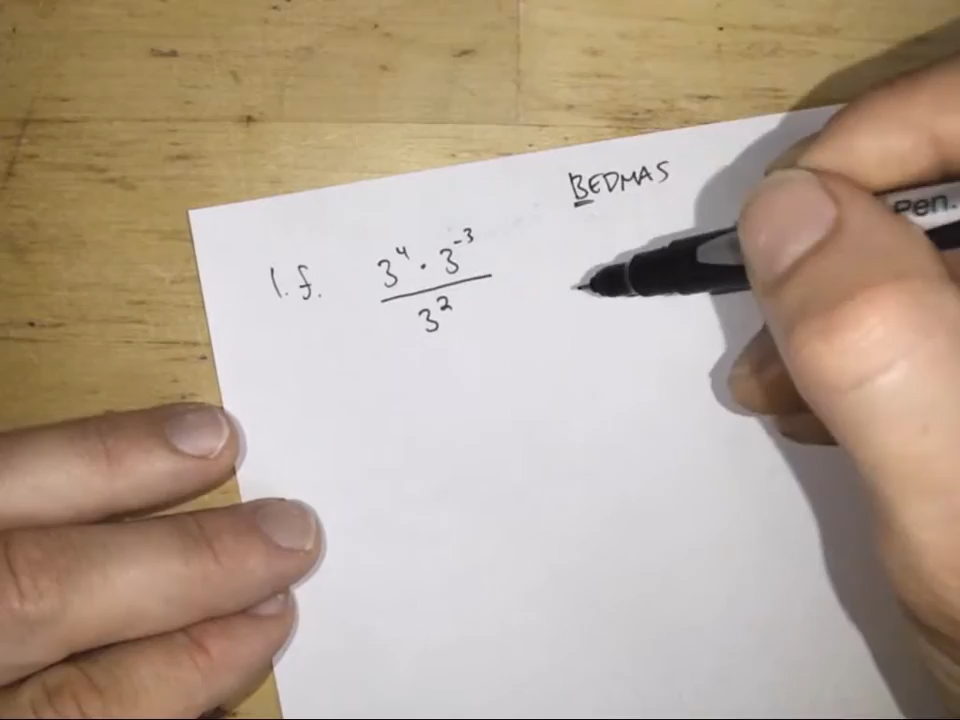 BEDMAS
1.f. 3⁴ · 3⁻³
3²
Pen.